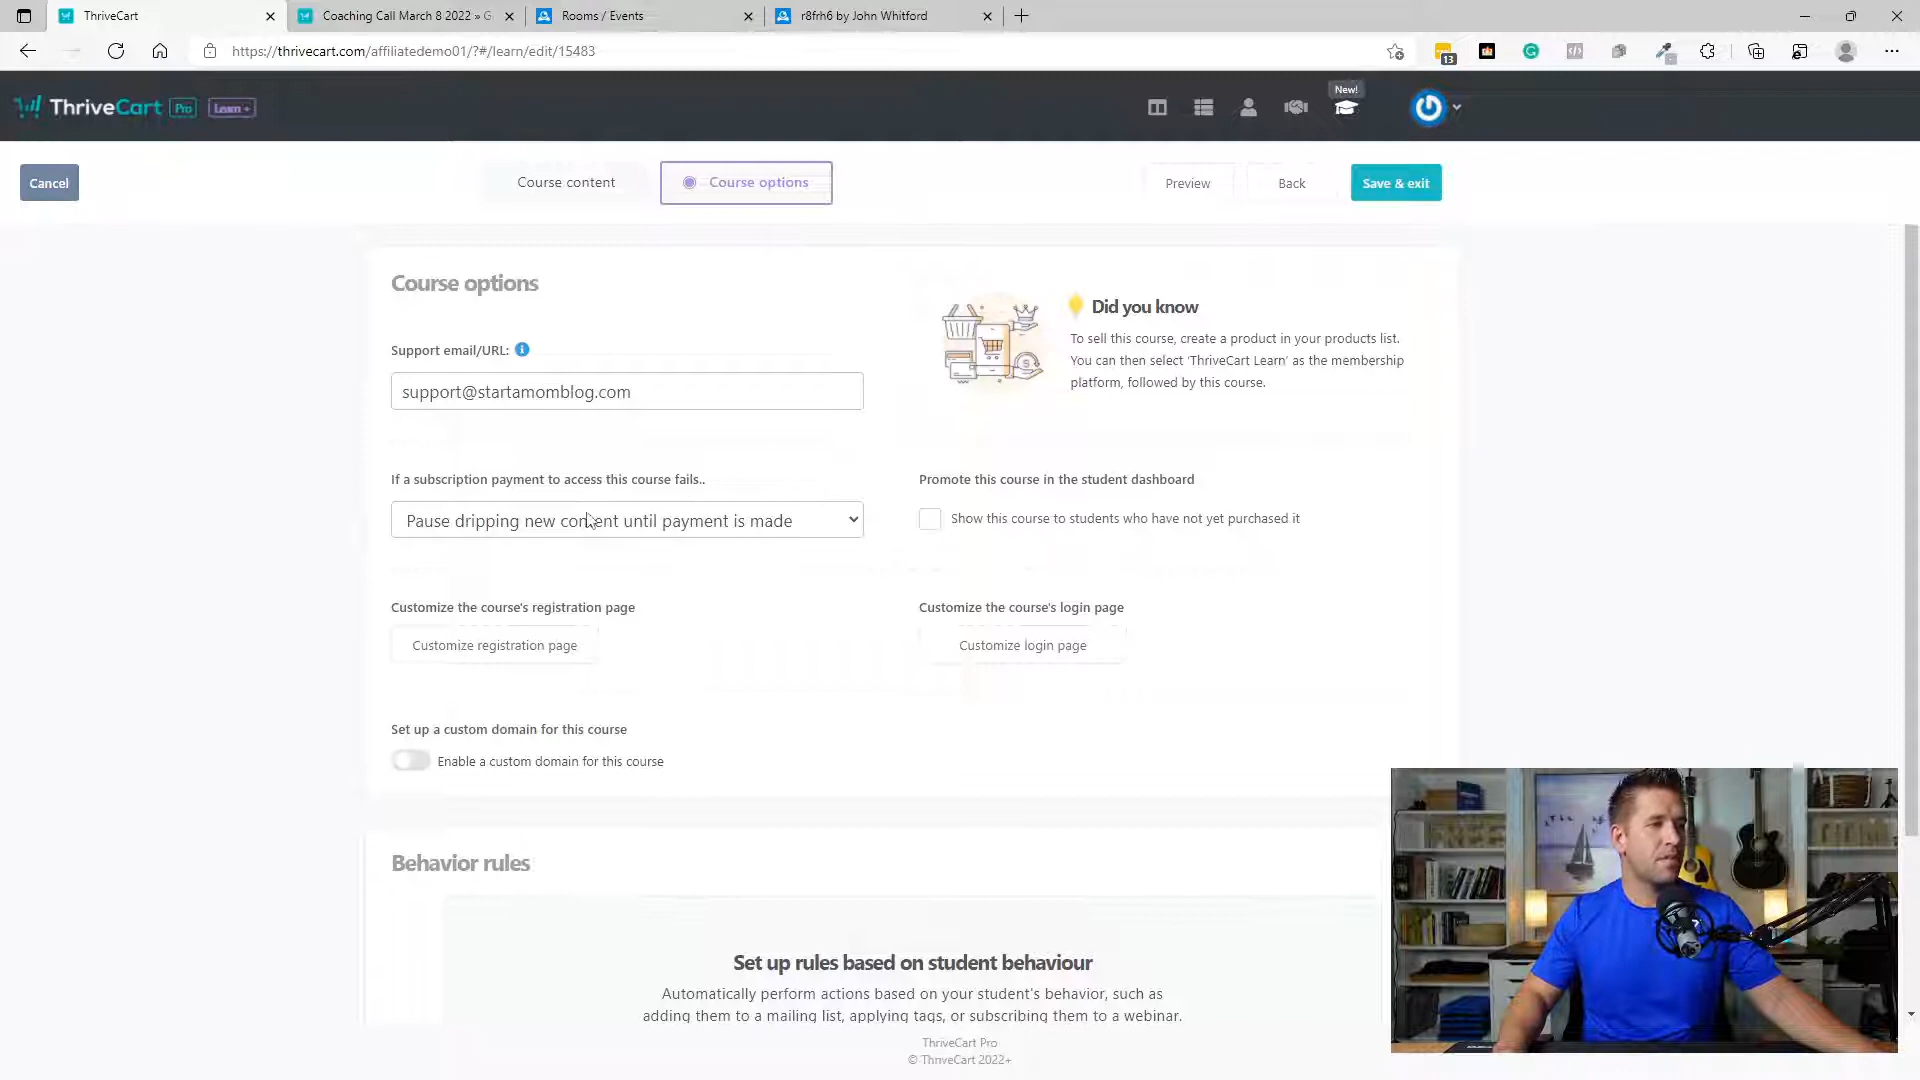 ThriveCart
Coaching Call March 8 2022 » G
Rooms / Events
r8frh6 by John Whitford
https://thrivecart.com/affiliatedemo01/?#/learn/edit/15483
13
ThriveCart Pro Learn+
New!
Cancel
Course content
Course options
Preview
Back
Save & exit
Course options
Did you know
To sell this course, create a product in your products list.
You can then select 'ThriveCart Learn' as the membership
platform, followed by this course.
Support email/URL:
support@startamomblog.com
If a subscription payment to access this course fails..
Pause dripping new content until payment is made
Promote this course in the student dashboard
Show this course to students who have not yet purchased it
Customize the course's registration page
Customize registration page
Customize the course's login page
Customize login page
Set up a custom domain for this course
Enable a custom domain for this course
Behavior rules
Set up rules based on student behaviour
Automatically perform actions based on your student's behavior, such as
adding them to a mailing list, applying tags, or subscribing them to a webinar.
ThriveCart Pro
© ThriveCart 2022+